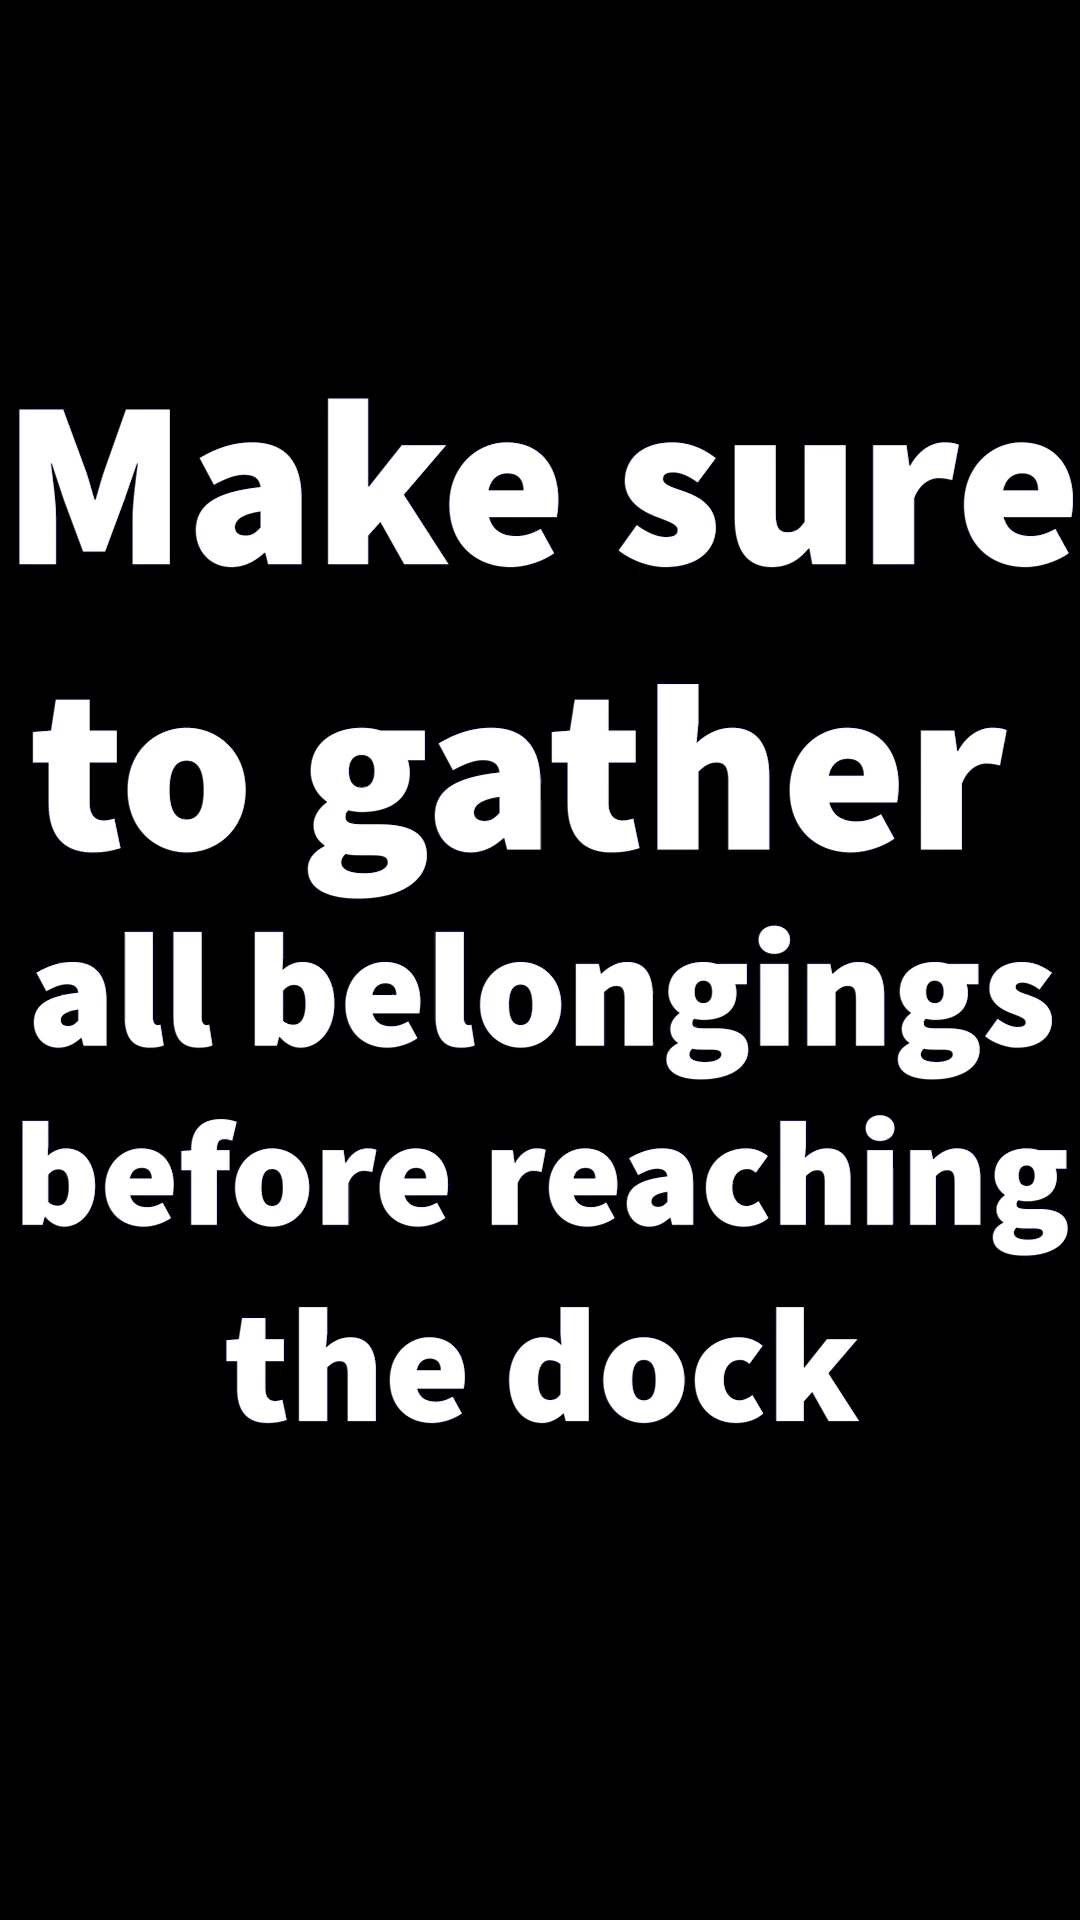 Make sure
to gather
all belongings
before reaching
the dock